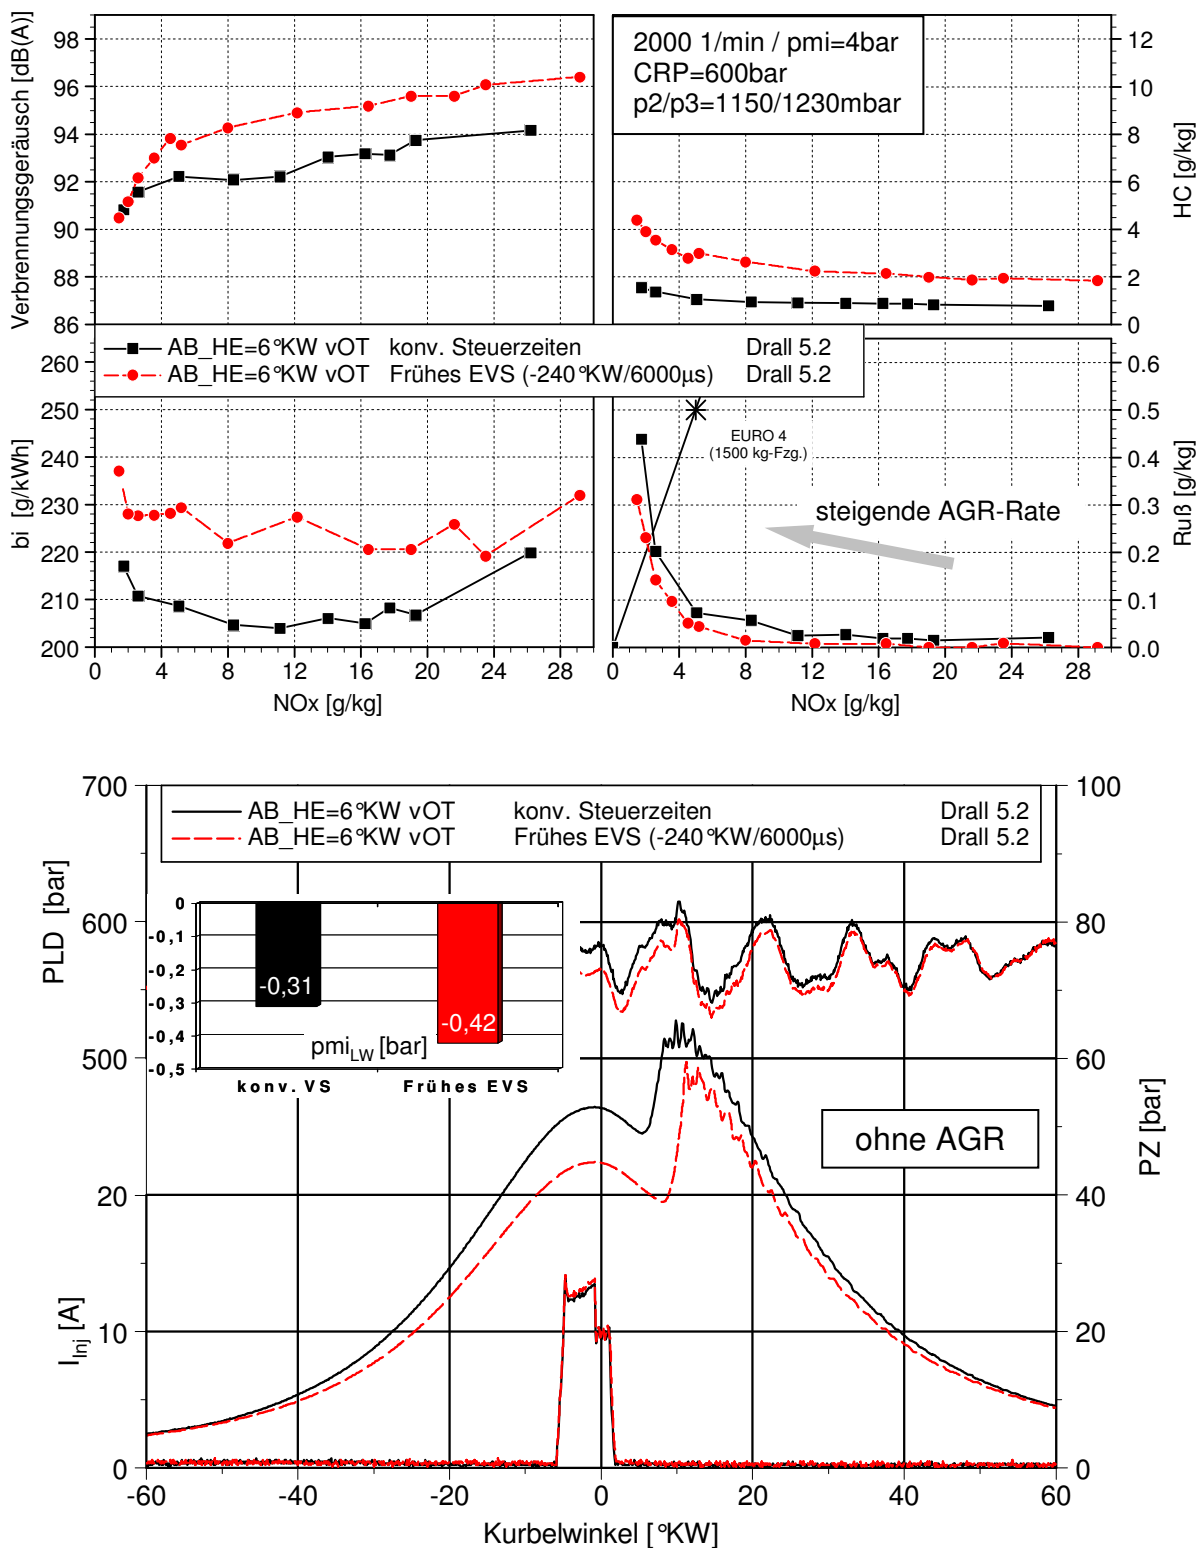 98
96
94
92
90
88
86
Verbrennungsgeräusch [dB(A)]
2000 1/min / pmi=4bar
CRP=600bar
p2/p3=1150/1230mbar
12
10
8
6
4
2
0
HC [g/kg]
AB_HE=6°KW vOT konv. Steuerzeiten Drall 5.2
AB_HE=6°KW vOT Frühes EVS (-240°KW/6000µs) Drall 5.2
260
250
240
230
220
210
200
bi [g/kWh]
0 4 8 12 16 20 24 28
NOx [g/kg]
EURO 4
(1500 kg-Fzg.)
steigende AGR-Rate
0.6
0.5
0.4
0.3
0.2
0.1
0.0
Ruß [g/kg]
0 4 8 12 16 20 24 28
NOx [g/kg]
700
600
500
PLD [bar]
20
10
0
I_Inj [A]
AB_HE=6°KW vOT konv. Steuerzeiten Drall 5.2
AB_HE=6°KW vOT Frühes EVS (-240°KW/6000µs) Drall 5.2
0
-0,1
-0,2
-0,3
-0,4
-0,5
-0,31
-0,42
pmi_LW [bar]
konv. VS Frühes EVS
ohne AGR
100
80
60
40
20
0
PZ [bar]
-60 -40 -20 0 20 40 60
Kurbelwinkel [°KW]